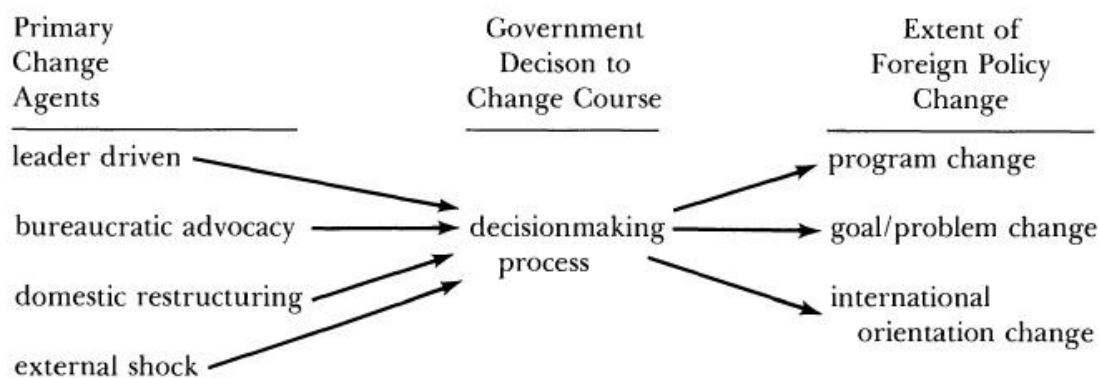 Primary
Change
Agents
Government
Decison to
Change Course
Extent of
Foreign Policy
Change
leader driven
bureaucratic advocacy
domestic restructuring
external shock
decisionmaking
process
program change
goal/problem change
international
orientation change